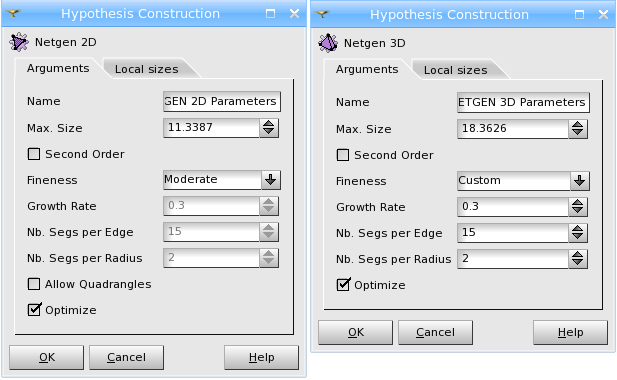 Hypothesis Construction
Netgen 2D
Arguments
Local sizes
Name
GEN 2D Parameters
Max. Size
11.3387
Second Order
Fineness
Moderate
Growth Rate
0.3
Nb. Segs per Edge
15
Nb. Segs per Radius
2
Allow Quadrangles
Optimize
OK
Cancel
Help
Hypothesis Construction
Netgen 3D
Arguments
Local sizes
Name
ETGEN 3D Parameters
Max. Size
18.3626
Second Order
Fineness
Custom
Growth Rate
0.3
Nb. Segs per Edge
15
Nb. Segs per Radius
2
Optimize
OK
Cancel
Help